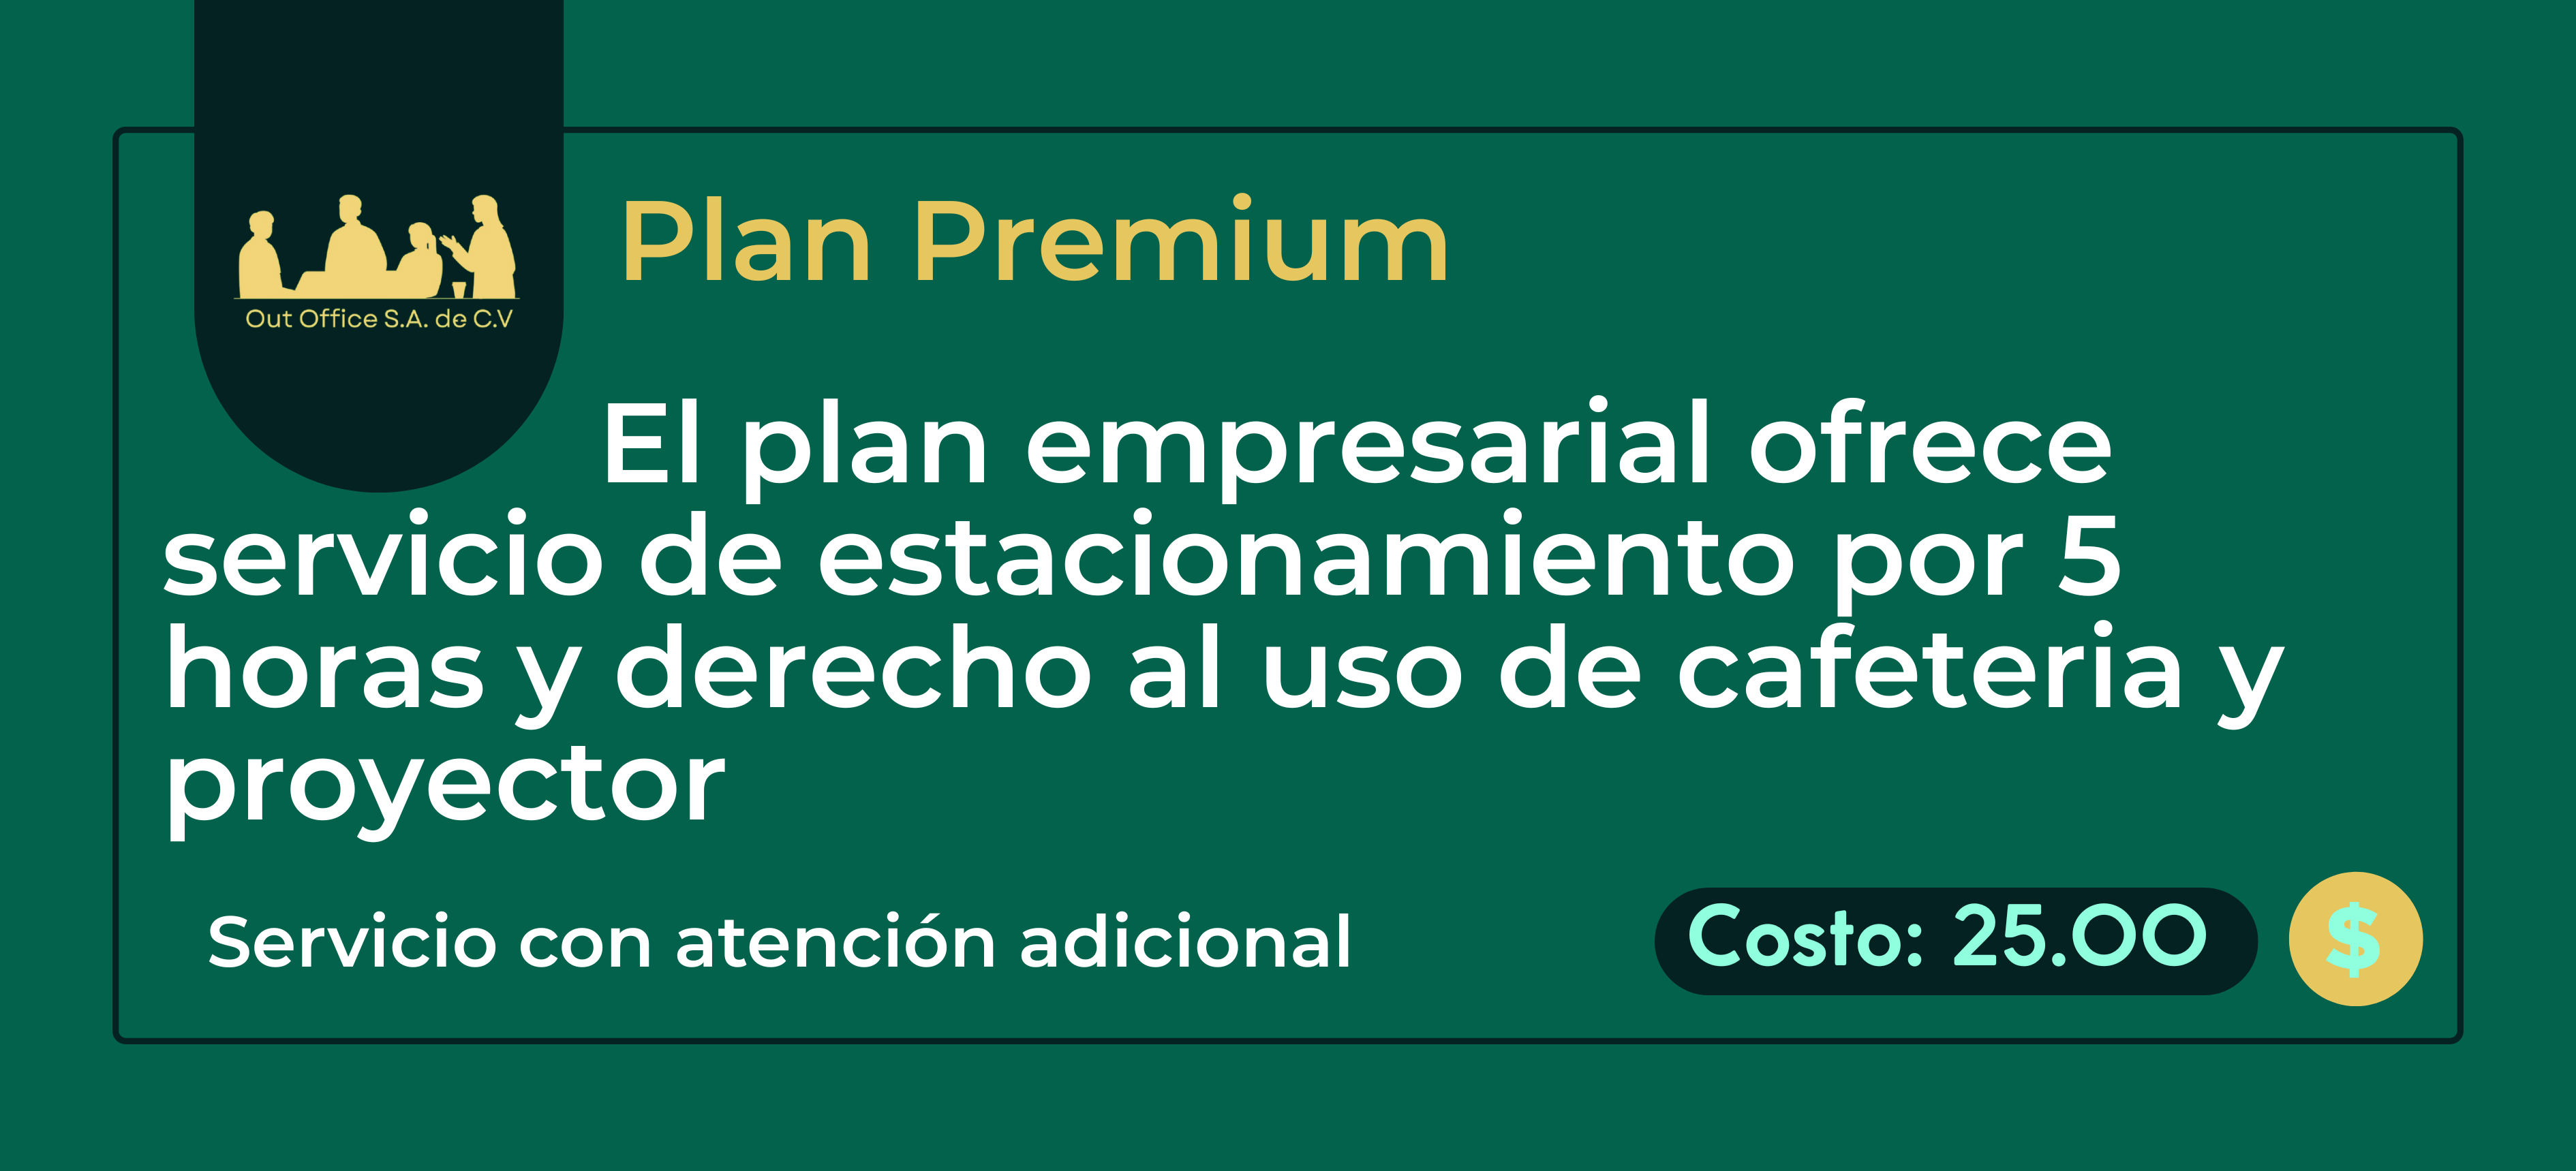 Out Office S.A. de C.V
Plan Premium
El plan empresarial ofrece
servicio de estacionamiento por 5
horas y derecho al uso de cafeteria y
proyector
Servicio con atención adicional
Costo: 25.00
$